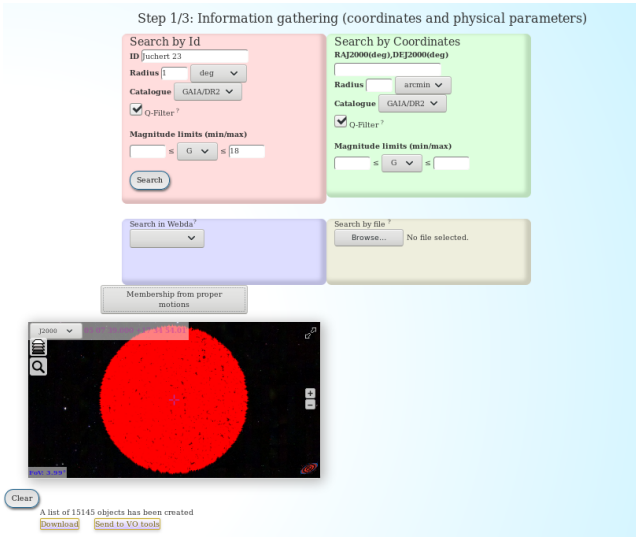 Step 1/3: Information gathering (coordinates and physical parameters)
Search by Id
ID Juchert 23
Radius 1 deg
Catalogue GAIA/DR2
Q-Filter ?
Magnitude limits (min/max)
≤ G ≤ 18
Search
Search by Coordinates
RAJ2000(deg),DEJ2000(deg)
Radius arcmin
Catalogue GAIA/DR2
Q-Filter ?
Magnitude limits (min/max)
≤ G ≤
Search in Webda?
Search by file ?
Browse... No file selected.
Membership from proper
motions
J2000
+
−
FoV: 3.99°
Clear
A list of 15145 objects has been created
Download Send to VO tools